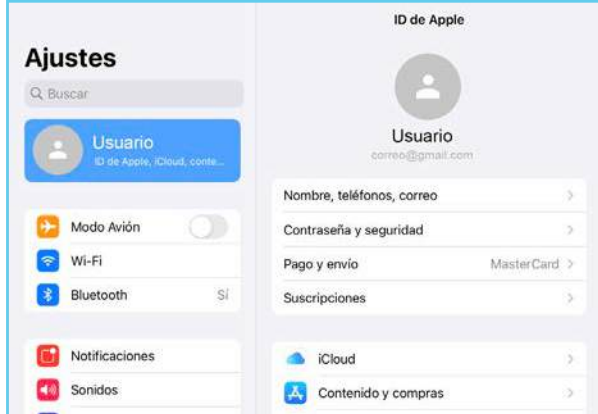 Ajustes
Buscar
Usuario
ID de Apple, iCloud, conte...
Modo Avión
Wi-Fi
Bluetooth Sí
Notificaciones
Sonidos
ID de Apple
Usuario
correo@gmail.com
Nombre, teléfonos, correo
Contraseña y seguridad
Pago y envío MasterCard
Suscripciones
iCloud
Contenido y compras